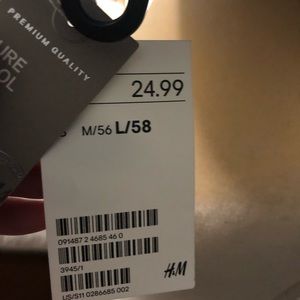 PREMIUM QUALITY
URE
OL
24.99
S M/56 L/58
091487 2 4685 46 0
3945/1
H&M
US/S11 0286685 002